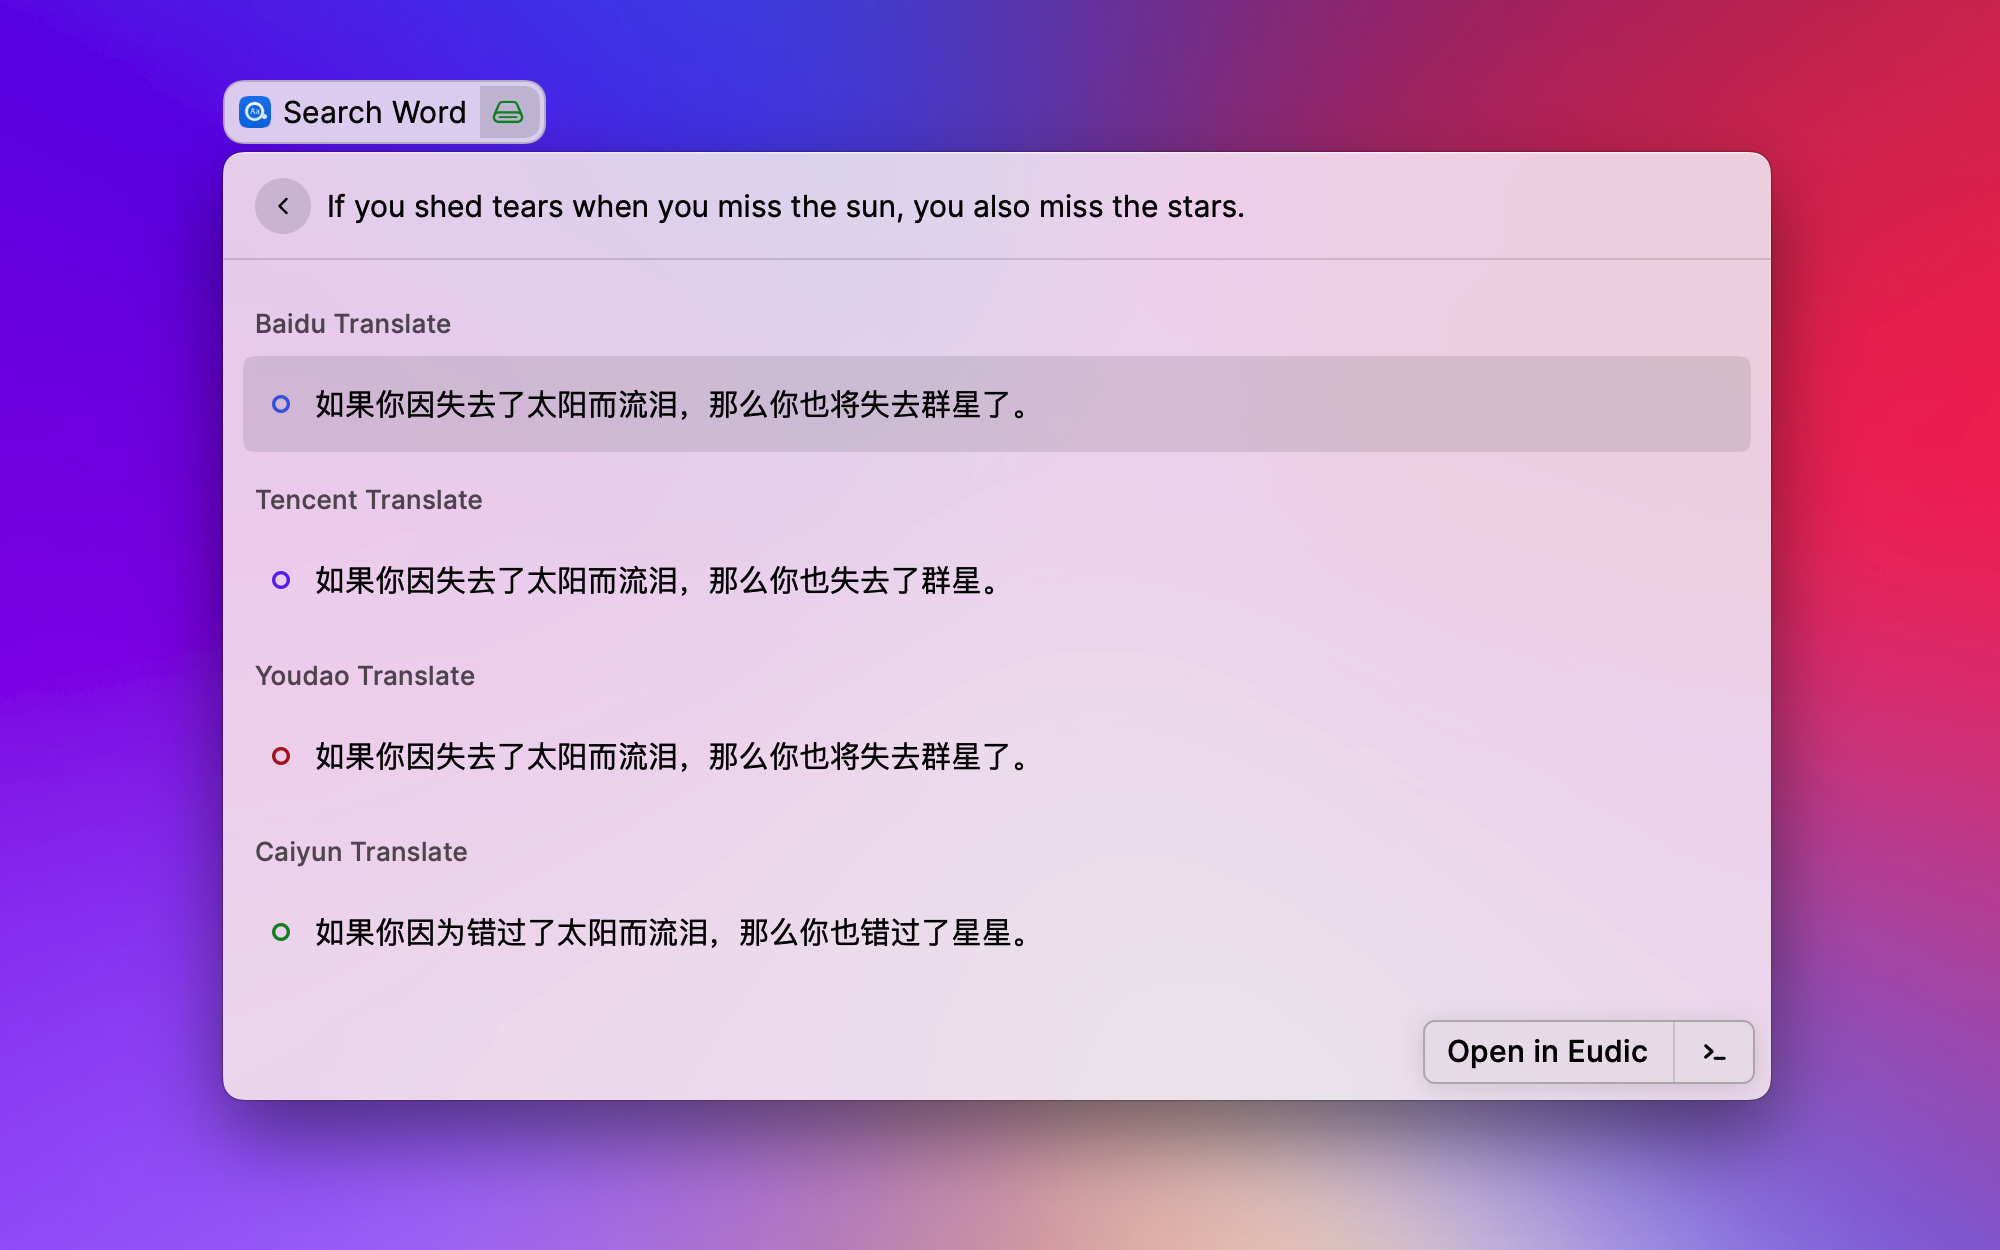 Search Word
If you shed tears when you miss the sun, you also miss the stars.
Baidu Translate
如果你因失去了太阳而流泪，那么你也将失去群星了。
Tencent Translate
如果你因失去了太阳而流泪，那么你也失去了群星。
Youdao Translate
如果你因失去了太阳而流泪，那么你也将失去群星了。
Caiyun Translate
如果你因为错过了太阳而流泪，那么你也错过了星星。
Open in Eudic